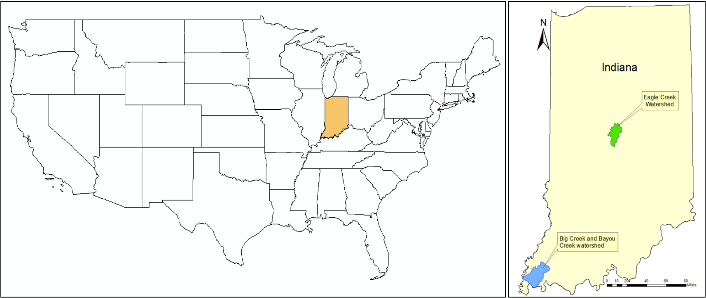 N
Indiana
Eagle Creek
Watershed
Big Creek and Bayou
Creek watershed
Miles